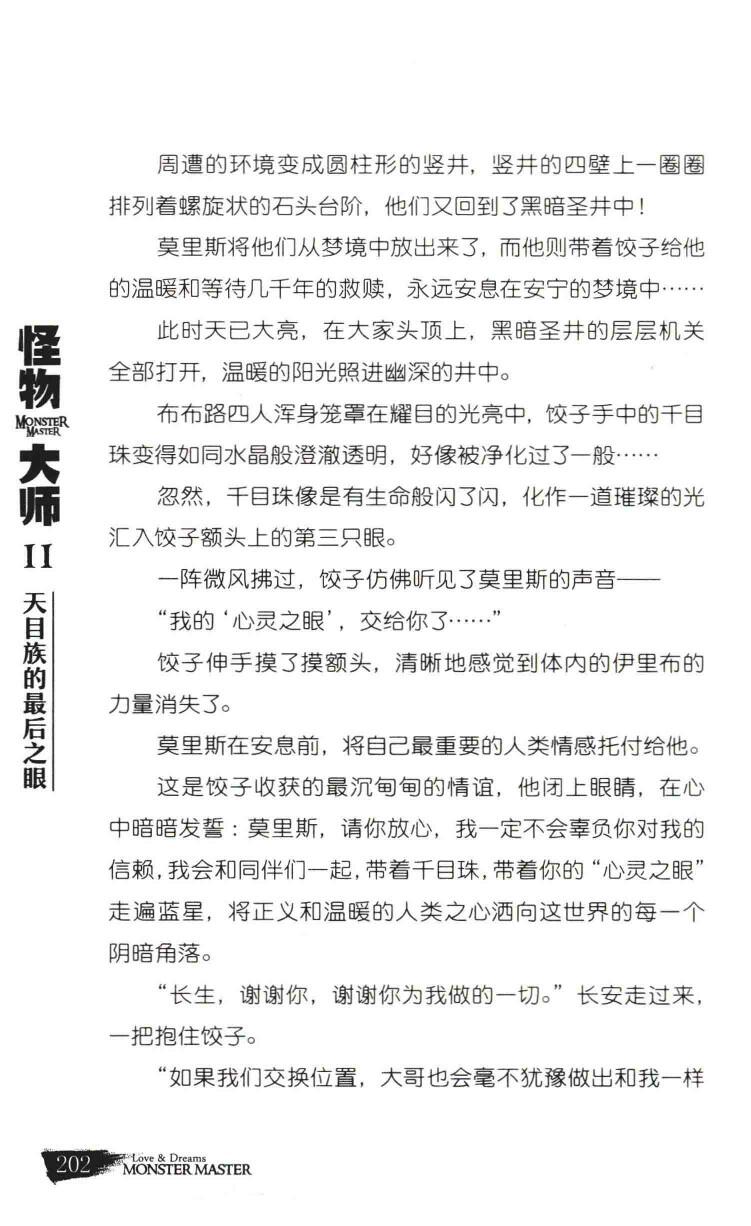 周遭的环境变成圆柱形的竖井，竖井的四壁上一圈圈
排列着螺旋状的石头台阶，他们又回到了黑暗圣井中！
莫里斯将他们从梦境中放出来了，而他则带着饺子给他
的温暖和等待几千年的救赎，永远安息在安宁的梦境中……
此时天已大亮，在大家头顶上，黑暗圣井的层层机关
全部打开，温暖的阳光照进幽深的井中。
布布路四人浑身笼罩在耀目的光亮中，饺子手中的千目
珠变得如同水晶般澄澈透明，好像被净化过了一般……
忽然，千目珠像是有生命般闪了闪，化作一道璀璨的光
汇入饺子额头上的第三只眼。
一阵微风拂过，饺子仿佛听见了莫里斯的声音——
“我的‘心灵之眼’，交给你了……”
饺子伸手摸了摸额头，清晰地感觉到体内的伊里布的
力量消失了。
莫里斯在安息前，将自己最重要的人类情感托付给他。
这是饺子收获的最沉甸甸的情谊，他闭上眼睛，在心
中暗暗发誓：莫里斯，请你放心，我一定不会辜负你对我的
信赖，我会和同伴们一起，带着千目珠，带着你的“心灵之眼”
走遍蓝星，将正义和温暖的人类之心洒向这世界的每一个
阴暗角落。
“长生，谢谢你，谢谢你为我做的一切。”长安走过来，
一把抱住饺子。
“如果我们交换位置，大哥也会毫不犹豫做出和我一样
怪物
MONSTER
MASTER
大师
II
天目族的最后之眼
202
Love & Dreams
MONSTER MASTER